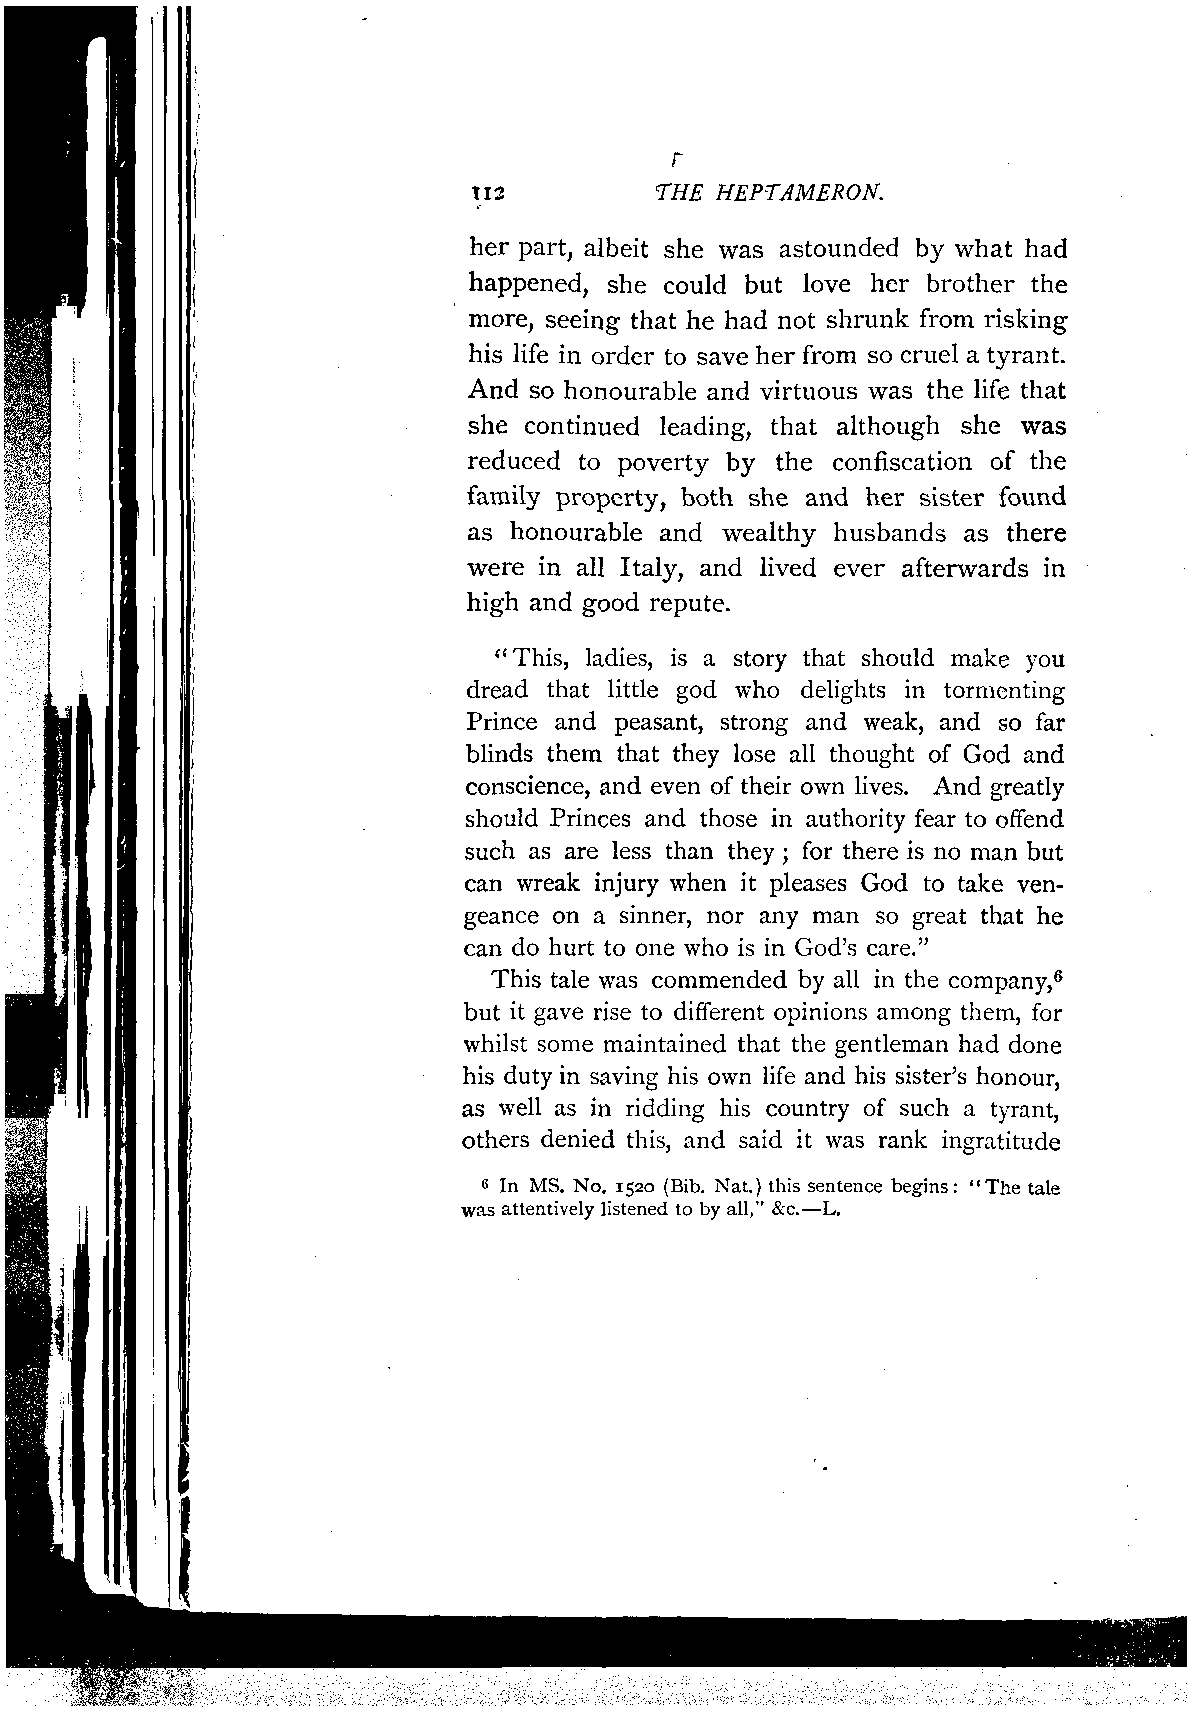 112 THE HEPTAMERON.
her part, albeit she was astounded by what had
happened, she could but love her brother the
more, seeing that he had not shrunk from risking
his life in order to save her from so cruel a tyrant.
And so honourable and virtuous was the life that
she continued leading, that although she was
reduced to poverty by the confiscation of the
family property, both she and her sister found
as honourable and wealthy husbands as there
were in all Italy, and lived ever afterwards in
high and good repute.
“This, ladies, is a story that should make you
dread that little god who delights in tormenting
Prince and peasant, strong and weak, and so far
blinds them that they lose all thought of God and
conscience, and even of their own lives. And greatly
should Princes and those in authority fear to offend
such as are less than they; for there is no man but
can wreak injury when it pleases God to take ven-
geance on a sinner, nor any man so great that he
can do hurt to one who is in God’s care.”
This tale was commended by all in the company,⁶
but it gave rise to different opinions among them, for
whilst some maintained that the gentleman had done
his duty in saving his own life and his sister’s honour,
as well as in ridding his country of such a tyrant,
others denied this, and said it was rank ingratitude
⁶ In MS. No. 1520 (Bib. Nat.) this sentence begins: “The tale
was attentively listened to by all,” &c.—L.